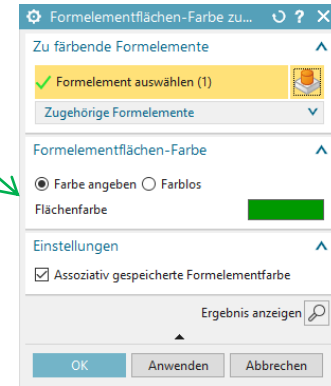 Formelementflächen-Farbe zu...
Zu färbende Formelemente
Formelement auswählen (1)
Zugehörige Formelemente
Formelementflächen-Farbe
Farbe angeben Farblos
Flächenfarbe
Einstellungen
Assoziativ gespeicherte Formelementfarbe
Ergebnis anzeigen
OK Anwenden Abbrechen